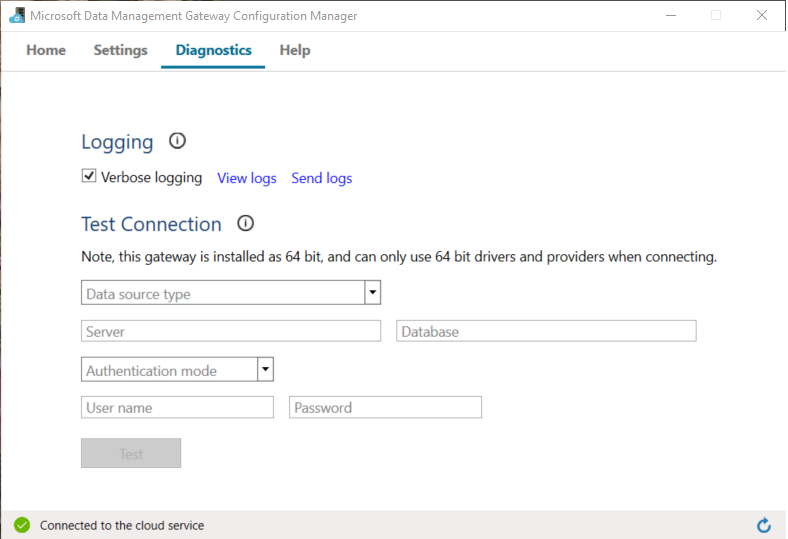 Microsoft Data Management Gateway Configuration Manager
Home Settings Diagnostics Help
Logging
Verbose logging View logs Send logs
Test Connection
Note, this gateway is installed as 64 bit, and can only use 64 bit drivers and providers when connecting.
Data source type
Server Database
Authentication mode
User name Password
Test
Connected to the cloud service